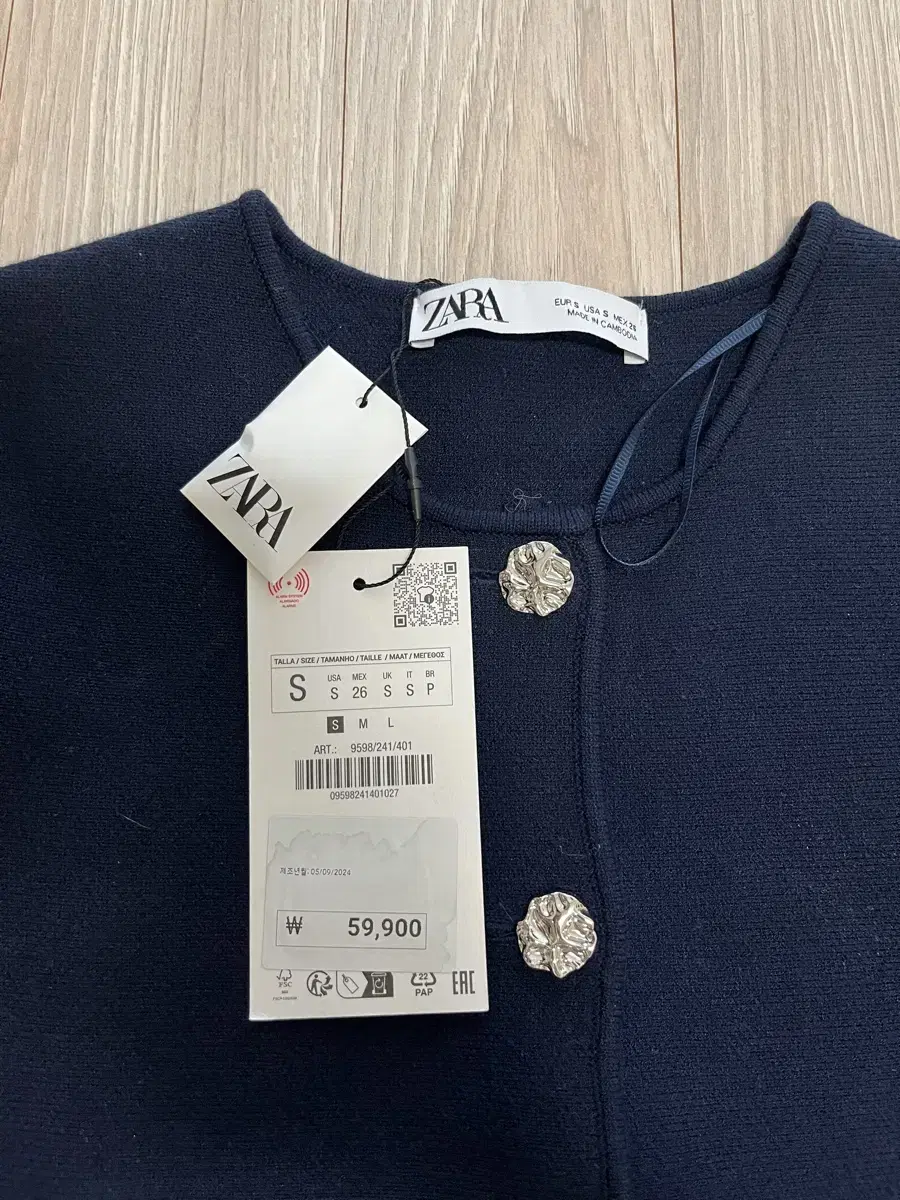 ZARA
EUR S USA S MEX 26
MADE IN CAMBODIA
ZARA
TALLA / SIZE / TAMANHO / TAILLE / MAAT / ΜΕΓΕΘΟΣ
S
USA MEX UK IT BR
S 26 S S P
S M L
ART.: 9598/241/401
09598241401027
제조년월: 05/09/2024
₩ 59,900
FSC
22
PAP
EAC